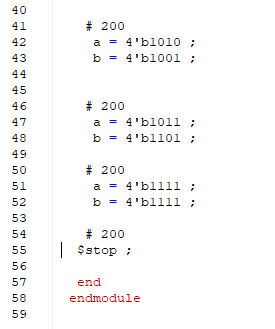 40
41 # 200
42 a = 4'b1010 ;
43 b = 4'b1001 ;
44
45
46 # 200
47 a = 4'b1011 ;
48 b = 4'b1101 ;
49
50 # 200
51 a = 4'b1111 ;
52 b = 4'b1111 ;
53
54 # 200
55 $stop ;
56
57 end
58 endmodule
59